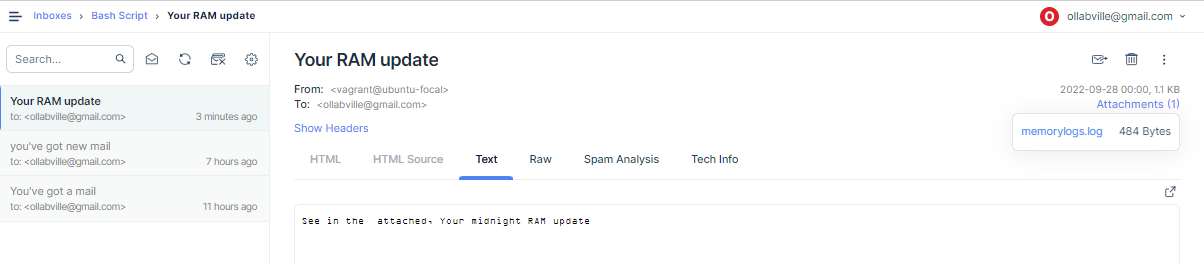 Inboxes › Bash Script › Your RAM update
O ollabville@gmail.com
Search...
Your RAM update
to: <ollabville@gmail.com> 3 minutes ago
you've got new mail
to: <ollabville@gmail.com> 7 hours ago
You've got a mail
to: <ollabville@gmail.com> 11 hours ago
Your RAM update
From: <vagrant@ubuntu-focal>
2022-09-28 00:00, 1.1 KB
To: <ollabville@gmail.com>
Attachments (1)
Show Headers
memorylogs.log 484 Bytes
HTML HTML Source Text Raw Spam Analysis Tech Info
See in the  attached, Your midnight RAM update